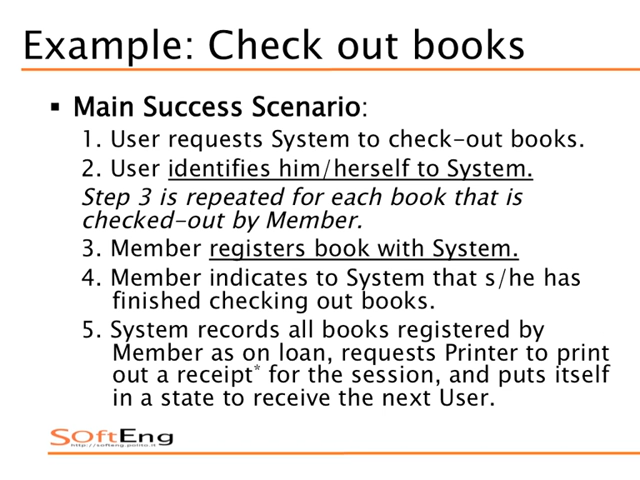 Example: Check out books
▪ Main Success Scenario:
1. User requests System to check-out books.
2. User identifies him/herself to System.
Step 3 is repeated for each book that is
checked-out by Member.
3. Member registers book with System.
4. Member indicates to System that s/he has
finished checking out books.
5. System records all books registered by
Member as on loan, requests Printer to print
out a receipt* for the session, and puts itself
in a state to receive the next User.
SOftEng
http://softeng.polito.it